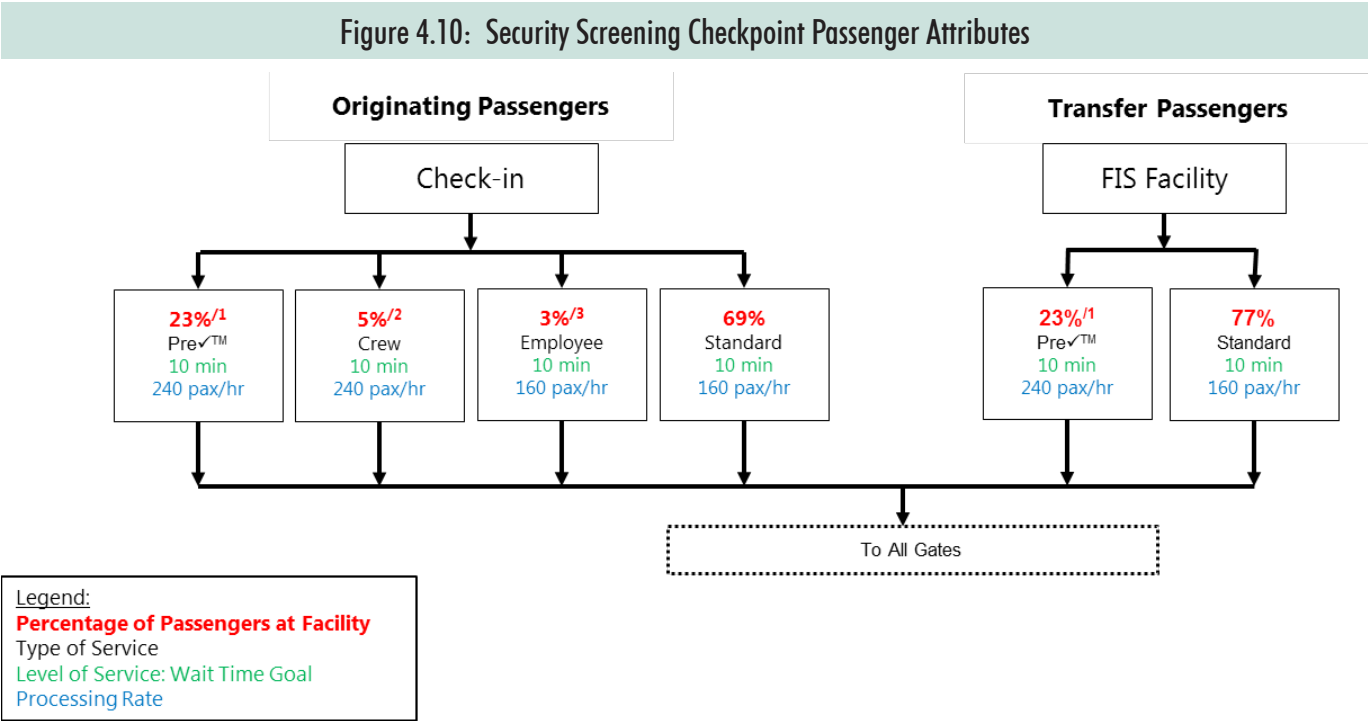 Figure 4.10: Security Screening Checkpoint Passenger Attributes
Originating Passengers
Transfer Passengers
Check-in
FIS Facility
23%/1
Pre✓TM
10 min
240 pax/hr
5%/2
Crew
10 min
240 pax/hr
3%/3
Employee
10 min
160 pax/hr
69%
Standard
10 min
160 pax/hr
23%/1
Pre✓TM
10 min
240 pax/hr
77%
Standard
10 min
160 pax/hr
To All Gates
Legend:
Percentage of Passengers at Facility
Type of Service
Level of Service: Wait Time Goal
Processing Rate